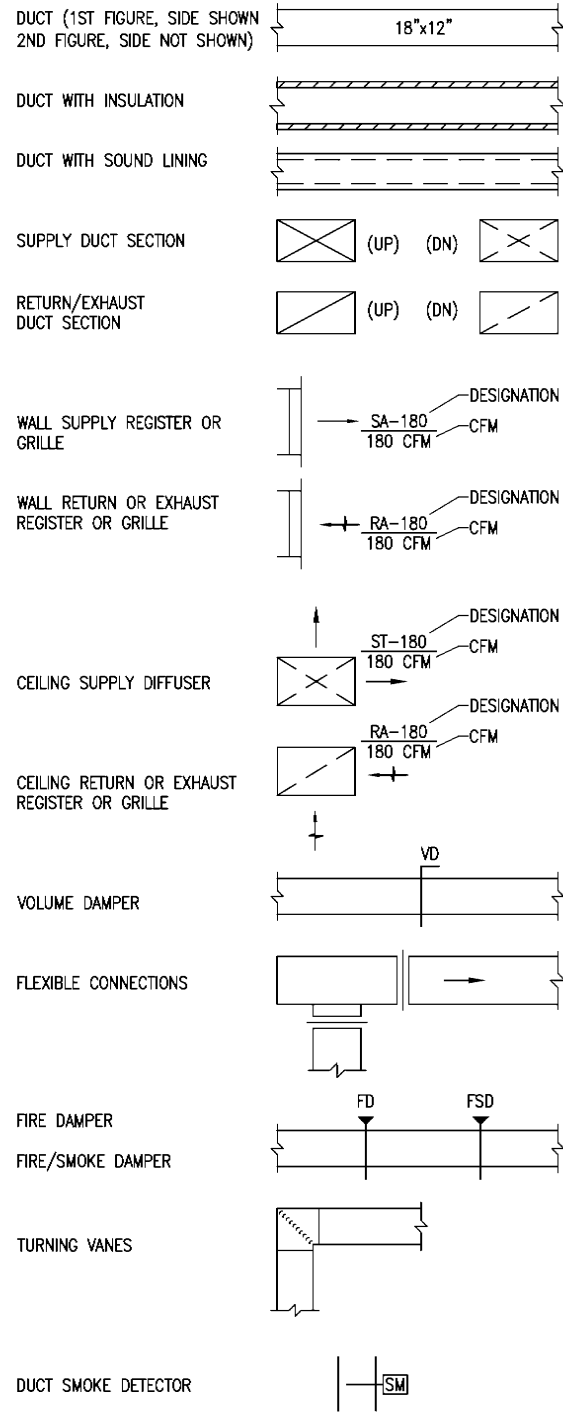 DUCT (1ST FIGURE, SIDE SHOWN
2ND FIGURE, SIDE NOT SHOWN)
18"x12"
DUCT WITH INSULATION
DUCT WITH SOUND LINING
SUPPLY DUCT SECTION
(UP) (DN)
RETURN/EXHAUST
DUCT SECTION
(UP) (DN)
WALL SUPPLY REGISTER OR
GRILLE
DESIGNATION
SA-180
180 CFM
CFM
WALL RETURN OR EXHAUST
REGISTER OR GRILLE
DESIGNATION
RA-180
180 CFM
CFM
CEILING SUPPLY DIFFUSER
DESIGNATION
ST-180
180 CFM
CFM
CEILING RETURN OR EXHAUST
REGISTER OR GRILLE
DESIGNATION
RA-180
180 CFM
CFM
VOLUME DAMPER
VD
FLEXIBLE CONNECTIONS
FIRE DAMPER
FIRE/SMOKE DAMPER
FD FSD
TURNING VANES
DUCT SMOKE DETECTOR
SM